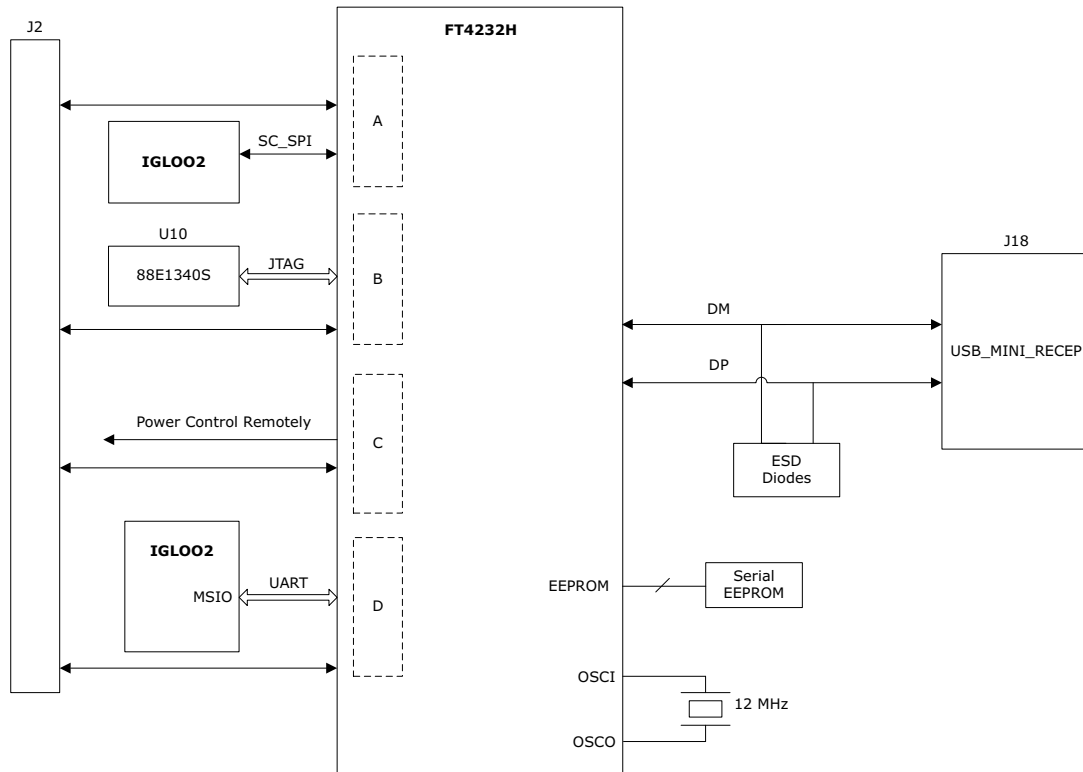 J2
FT4232H
A
SC_SPI
IGLOO2
U10
88E1340S
JTAG
B
J18
DM
USB_MINI_RECEP
DP
Power Control Remotely
C
ESD
Diodes
IGLOO2
MSIO
UART
D
EEPROM
Serial
EEPROM
OSCI
12 MHz
OSCO